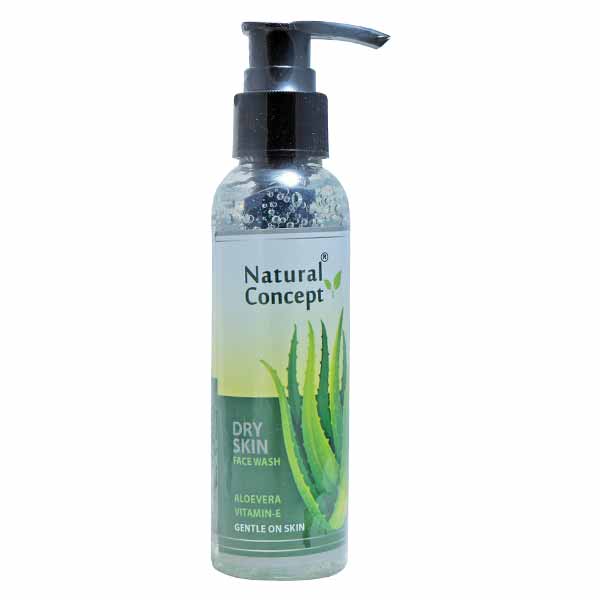 Natural®
Concept
DRY
SKIN
FACE WASH
ALOEVERA
VITAMIN-E
GENTLE ON SKIN